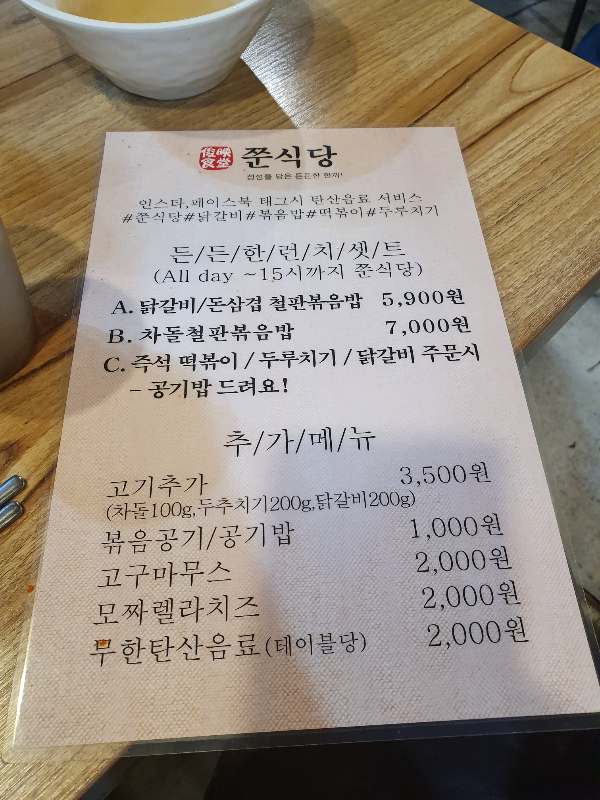 俊食 食堂 쭌식당
정성을 담은 든든한 한끼!
인스타,페이스북 태그시 탄산음료 서비스
#쭌식당#닭갈비#볶음밥#떡볶이#두루치기
든/든/한/런/치/셋/트
(All day ~15시까지 쭌식당)
A. 닭갈비/돈삼겹 철판볶음밥 5,900원
B. 차돌철판볶음밥 7,000원
C. 즉석 떡볶이 / 두루치기 / 닭갈비 주문시
- 공기밥 드려요!
추/가/메/뉴
고기추가 3,500원
(차돌100g,두추치기200g,닭갈비200g)
볶음공기/공기밥 1,000원
고구마무스 2,000원
모짜렐라치즈 2,000원
무한탄산음료(테이블당) 2,000원